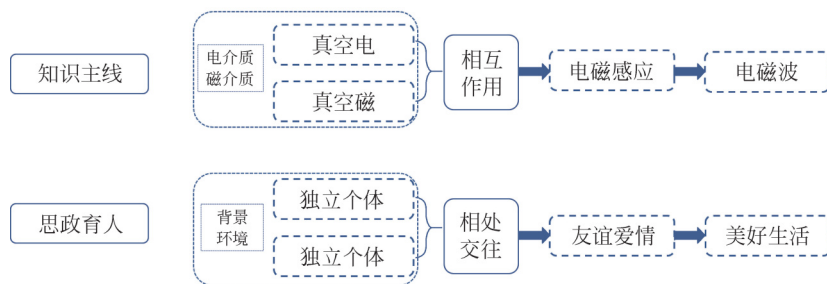 知识主线
电介质
磁介质
真空电
真空磁
相互
作用
电磁感应
电磁波
思政育人
背景
环境
独立个体
独立个体
相处
交往
友谊爱情
美好生活